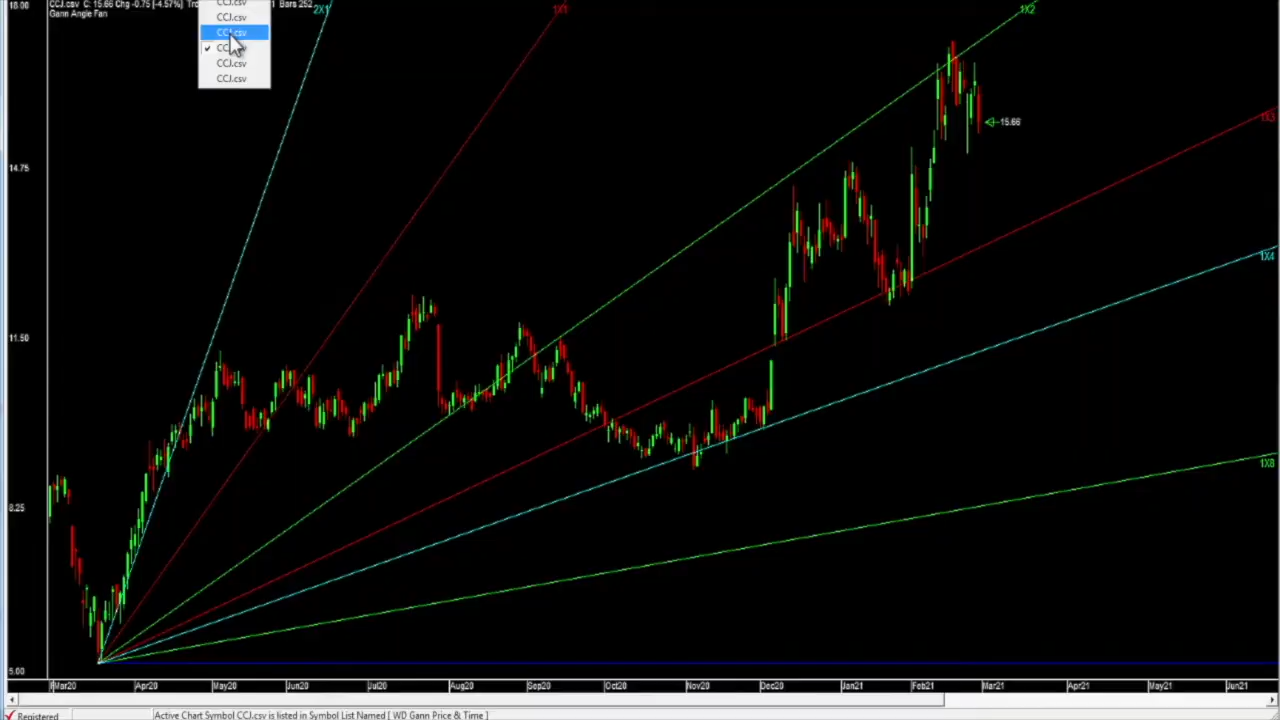 18.00
CCJ.csv C: 15.66 Chg -0.75 [-4.57%]
1 Bars 252
Gann Angle Fan
CCJ.csv
CCJ.csv
CCJ.csv
CCJ.csv
CCJ.csv
2X1
1X1
1X2
15.66
1X3
14.75
1X4
11.50
1X8
8.25
5.00
Mar20 Apr20 May20 Jun20 Jul20 Aug20 Sep20 Oct20 Nov20 Dec20 Jan21 Feb21 Mar21 Apr21 May21 Jun21
Registered
Active Chart Symbol CCJ.csv is listed in Symbol List Named [ WD Gann Price & Time ]